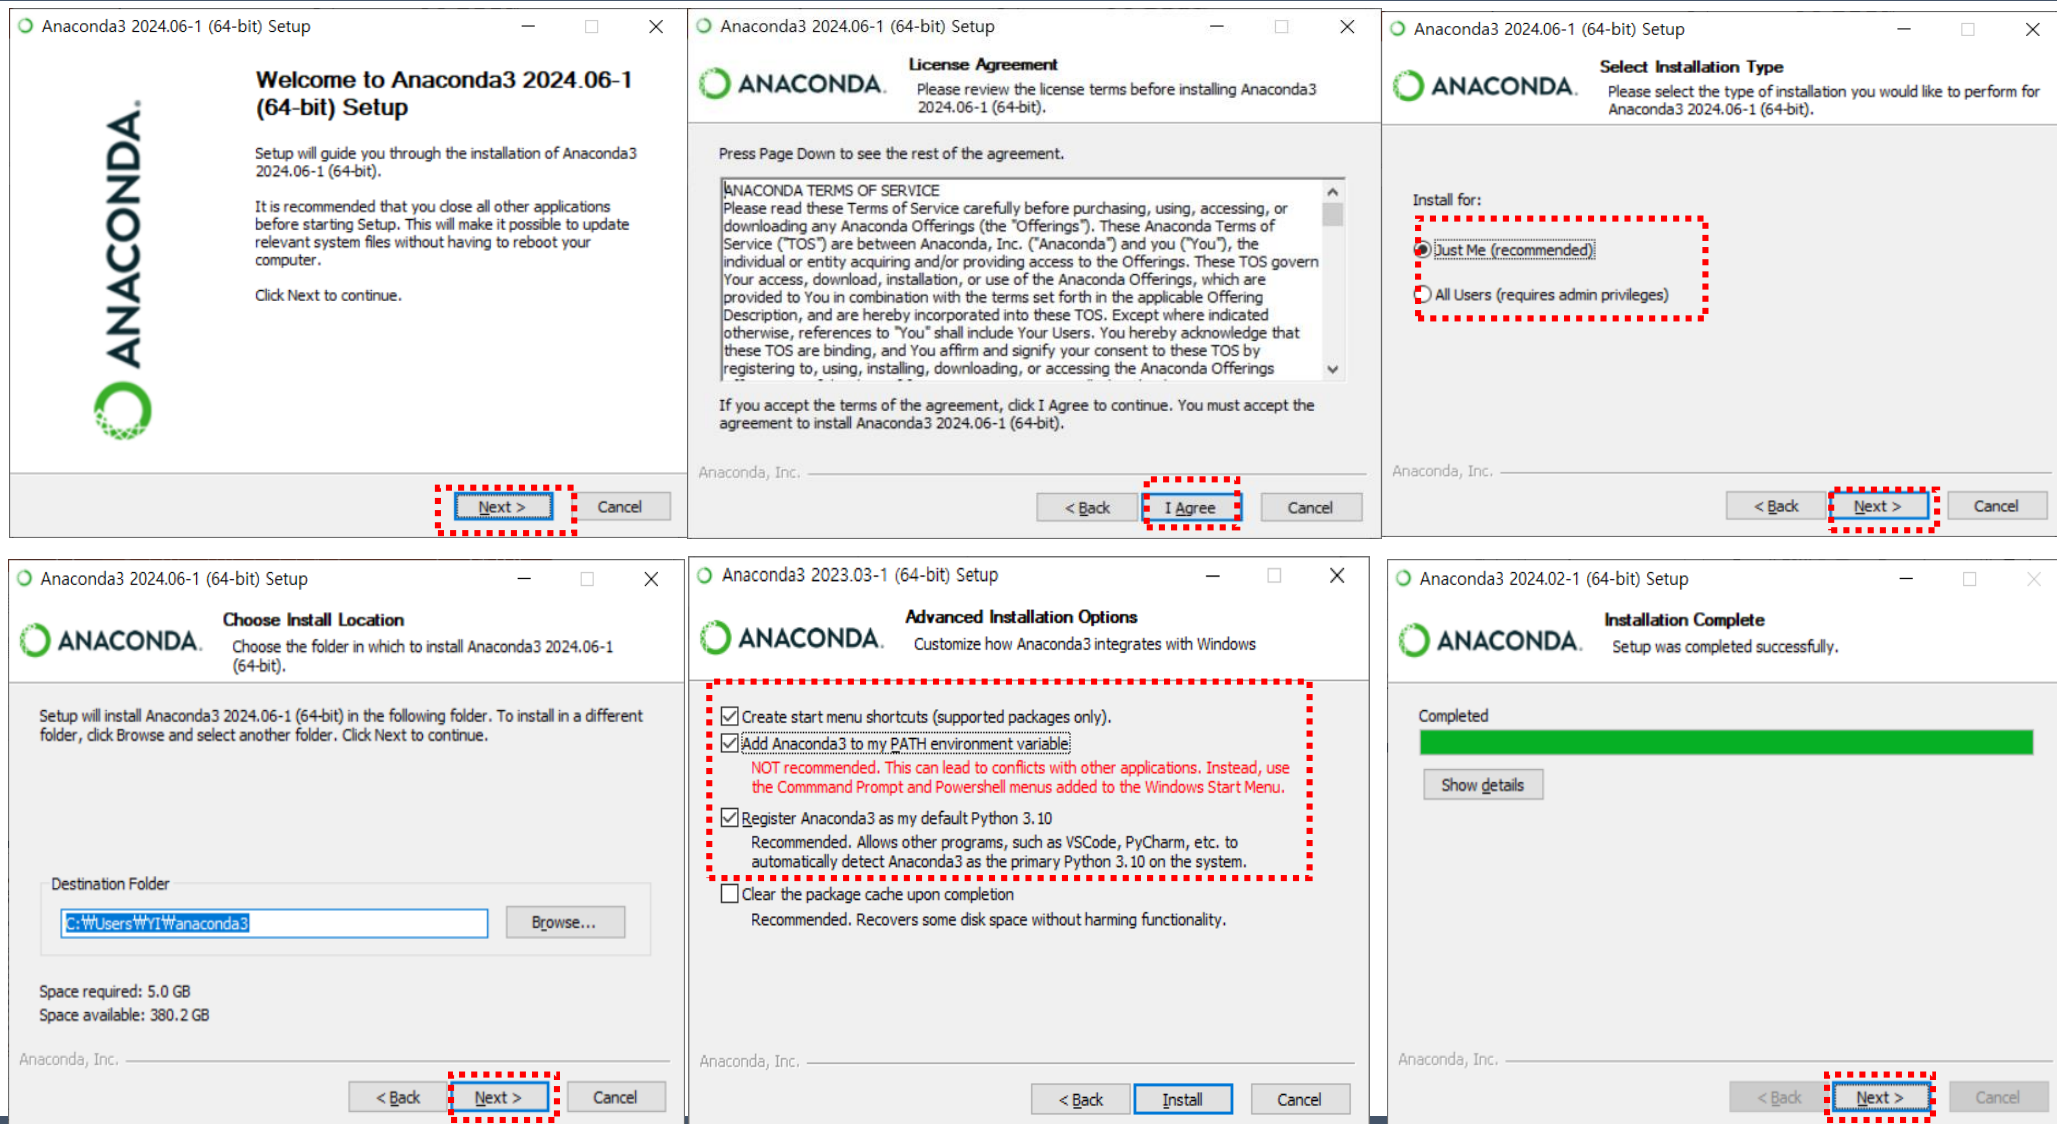 Anaconda3 2024.06-1 (64-bit) Setup
ANACONDA.
Welcome to Anaconda3 2024.06-1
(64-bit) Setup
Setup will guide you through the installation of Anaconda3
2024.06-1 (64-bit).
It is recommended that you close all other applications
before starting Setup. This will make it possible to update
relevant system files without having to reboot your
computer.
Click Next to continue.
Next >
Cancel
Anaconda3 2024.06-1 (64-bit) Setup
ANACONDA.
License Agreement
Please review the license terms before installing Anaconda3
2024.06-1 (64-bit).
Press Page Down to see the rest of the agreement.
ANACONDA TERMS OF SERVICE
Please read these Terms of Service carefully before purchasing, using, accessing, or
downloading any Anaconda Offerings (the "Offerings"). These Anaconda Terms of
Service ("TOS") are between Anaconda, Inc. ("Anaconda") and you ("You"), the
individual or entity acquiring and/or providing access to the Offerings. These TOS govern
Your access, download, installation, or use of the Anaconda Offerings, which are
provided to You in combination with the terms set forth in the applicable Offering
Description, and are hereby incorporated into these TOS. Except where indicated
otherwise, references to "You" shall include Your Users. You hereby acknowledge that
these TOS are binding, and You affirm and signify your consent to these TOS by
registering to, using, installing, downloading, or accessing the Anaconda Offerings
If you accept the terms of the agreement, click I Agree to continue. You must accept the
agreement to install Anaconda3 2024.06-1 (64-bit).
Anaconda, Inc.
< Back
I Agree
Cancel
Anaconda3 2024.06-1 (64-bit) Setup
ANACONDA.
Select Installation Type
Please select the type of installation you would like to perform for
Anaconda3 2024.06-1 (64-bit).
Install for:
Just Me (recommended)
All Users (requires admin privileges)
Anaconda, Inc.
< Back
Next >
Cancel
Anaconda3 2024.06-1 (64-bit) Setup
ANACONDA.
Choose Install Location
Choose the folder in which to install Anaconda3 2024.06-1
(64-bit).
Setup will install Anaconda3 2024.06-1 (64-bit) in the following folder. To install in a different
folder, click Browse and select another folder. Click Next to continue.
Destination Folder
C:₩Users₩YI₩anaconda3
Browse...
Space required: 5.0 GB
Space available: 380.2 GB
Anaconda, Inc.
< Back
Next >
Cancel
Anaconda3 2023.03-1 (64-bit) Setup
ANACONDA.
Advanced Installation Options
Customize how Anaconda3 integrates with Windows
Create start menu shortcuts (supported packages only).
Add Anaconda3 to my PATH environment variable
NOT recommended. This can lead to conflicts with other applications. Instead, use
the Commmand Prompt and Powershell menus added to the Windows Start Menu.
Register Anaconda3 as my default Python 3.10
Recommended. Allows other programs, such as VSCode, PyCharm, etc. to
automatically detect Anaconda3 as the primary Python 3.10 on the system.
Clear the package cache upon completion
Recommended. Recovers some disk space without harming functionality.
Anaconda, Inc.
< Back
Install
Cancel
Anaconda3 2024.02-1 (64-bit) Setup
ANACONDA.
Installation Complete
Setup was completed successfully.
Completed
Show details
Anaconda, Inc.
< Back
Next >
Cancel